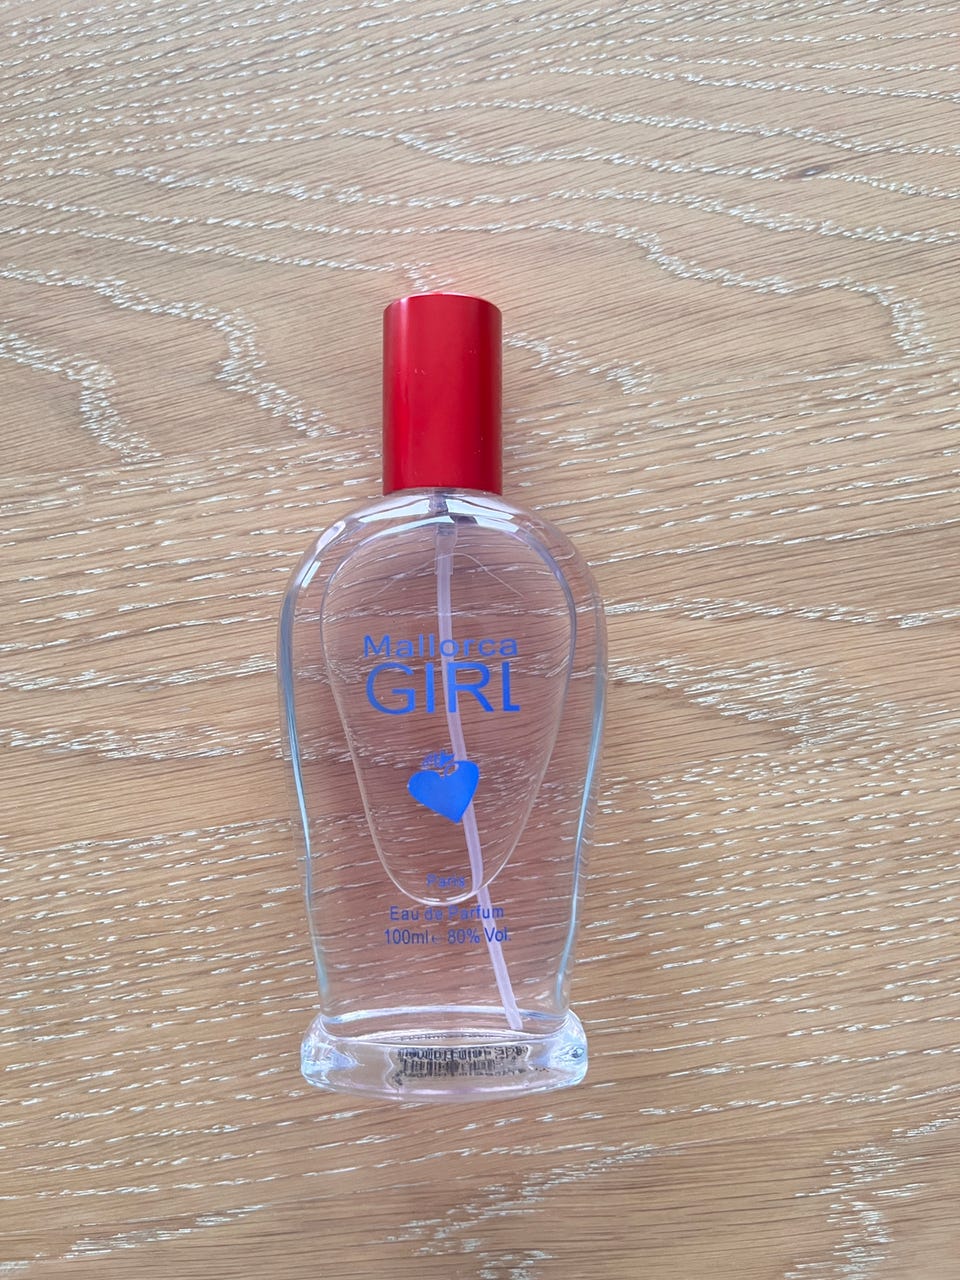 Mallorca
GIRL
Paris
Eau de Parfum
100ml e 80% Vol.